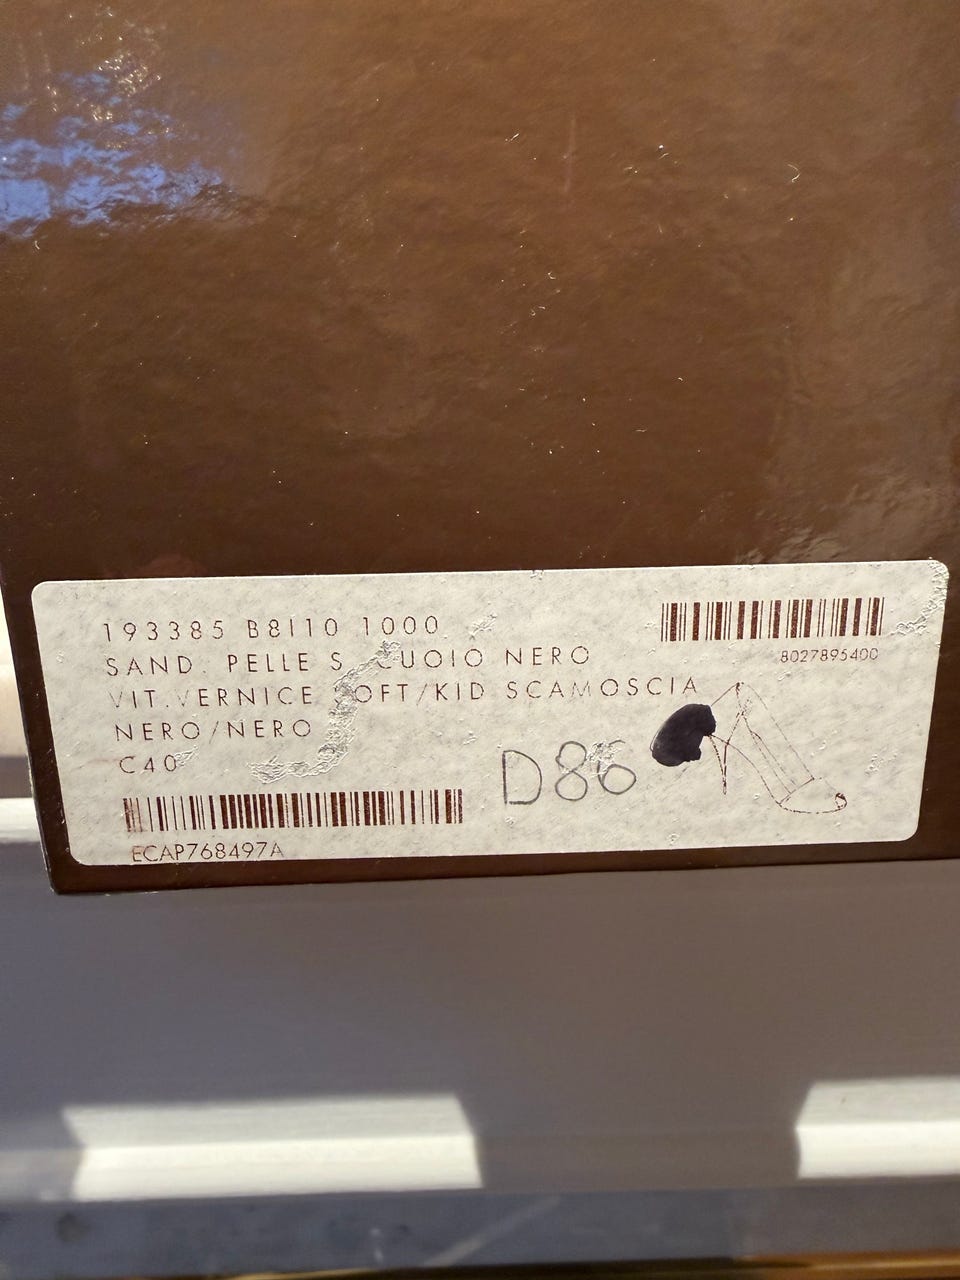 193385 B8I10 1000
SAND. PELLE S. CUOIO NERO
VIT.VERNICE SOFT/KID SCAMOSCIA
NERO/NERO
C40
ECAP768497A
8027895400
D86